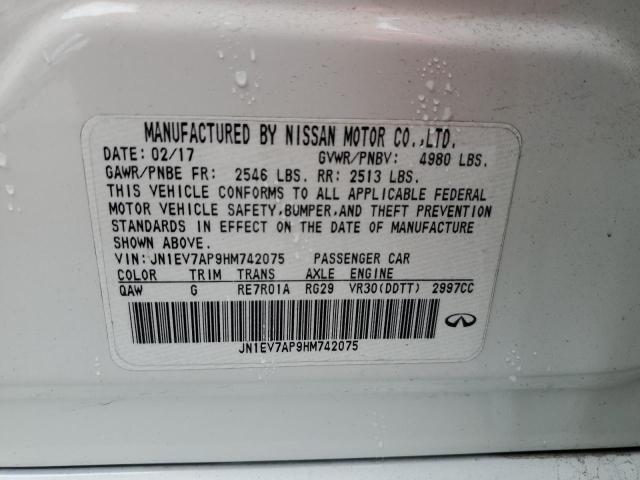 MANUFACTURED BY NISSAN MOTOR CO.,LTD.
DATE: 02/17 GVWR/PNBV: 4980 LBS.
GAWR/PNBE FR: 2546 LBS. RR: 2513 LBS.
THIS VEHICLE CONFORMS TO ALL APPLICABLE FEDERAL
MOTOR VEHICLE SAFETY,BUMPER,AND THEFT PREVENTION
STANDARDS IN EFFECT ON THE DATE OF MANUFACTURE
SHOWN ABOVE.
VIN: JN1EV7AP9HM742075 PASSENGER CAR
COLOR TRIM TRANS AXLE ENGINE
QAW G RE7R01A RG29 VR30(DDTT) 2997CC
JN1EV7AP9HM742075